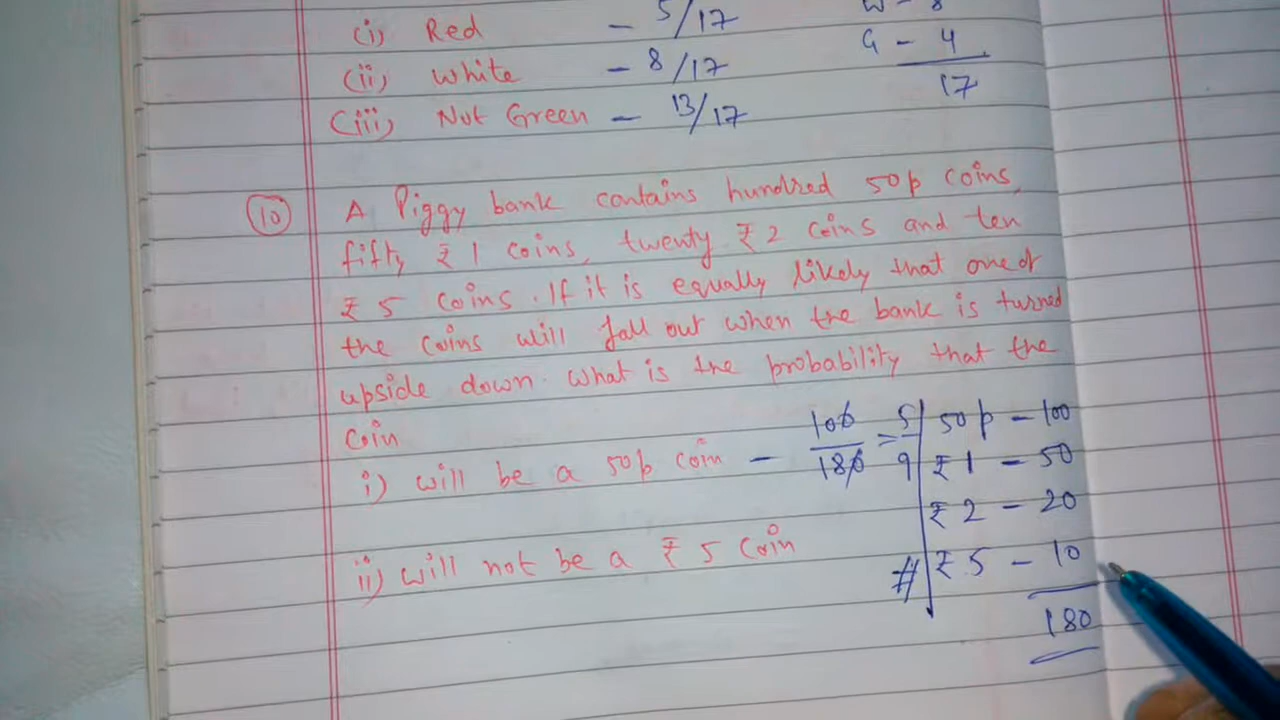 (i) Red - 5/17
W - 8
(ii) White - 8/17
G - 4
17
(iii) Not Green - 13/17
(10) A Piggy bank contains hundred 50p coins,
fifty ₹ 1 coins, twenty ₹ 2 coins and ten
₹ 5 coins. If it is equally likely that one of
the coins will fall out when the bank is turned
upside down. What is the probability that the
coin
i) will be a 50p coin - 100/180 = 5/9
50p - 100
₹ 1 - 50
₹ 2 - 20
ii) will not be a ₹ 5 coin
# ₹ 5 - 10
180